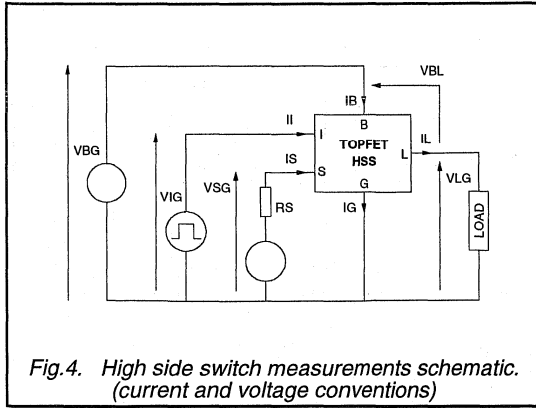 VBL
IB
II
I
B
TOPFET
HSS
L
IL
VBG
VIG
VSG
IS
S
G
RS
IG
VLG
LOAD
Fig.4. High side switch measurements schematic.
(current and voltage conventions)